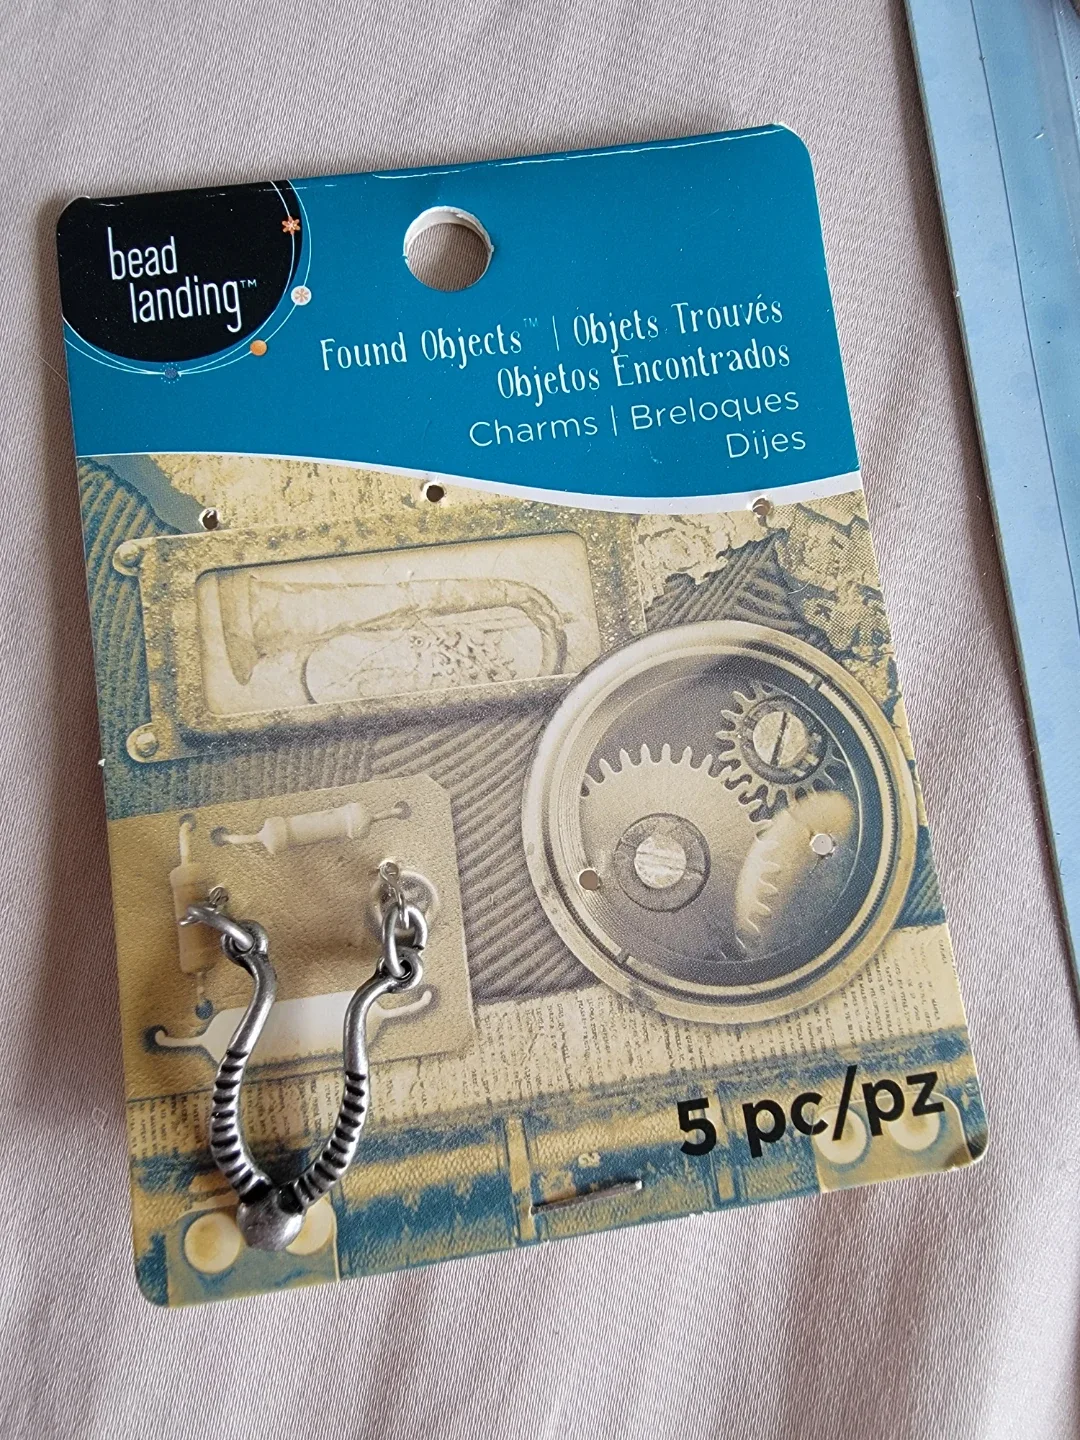 bead
landing™
Found Objects™ | Objets Trouvés
Objetos Encontrados
Charms | Breloques
Dijes
5 pc/pz